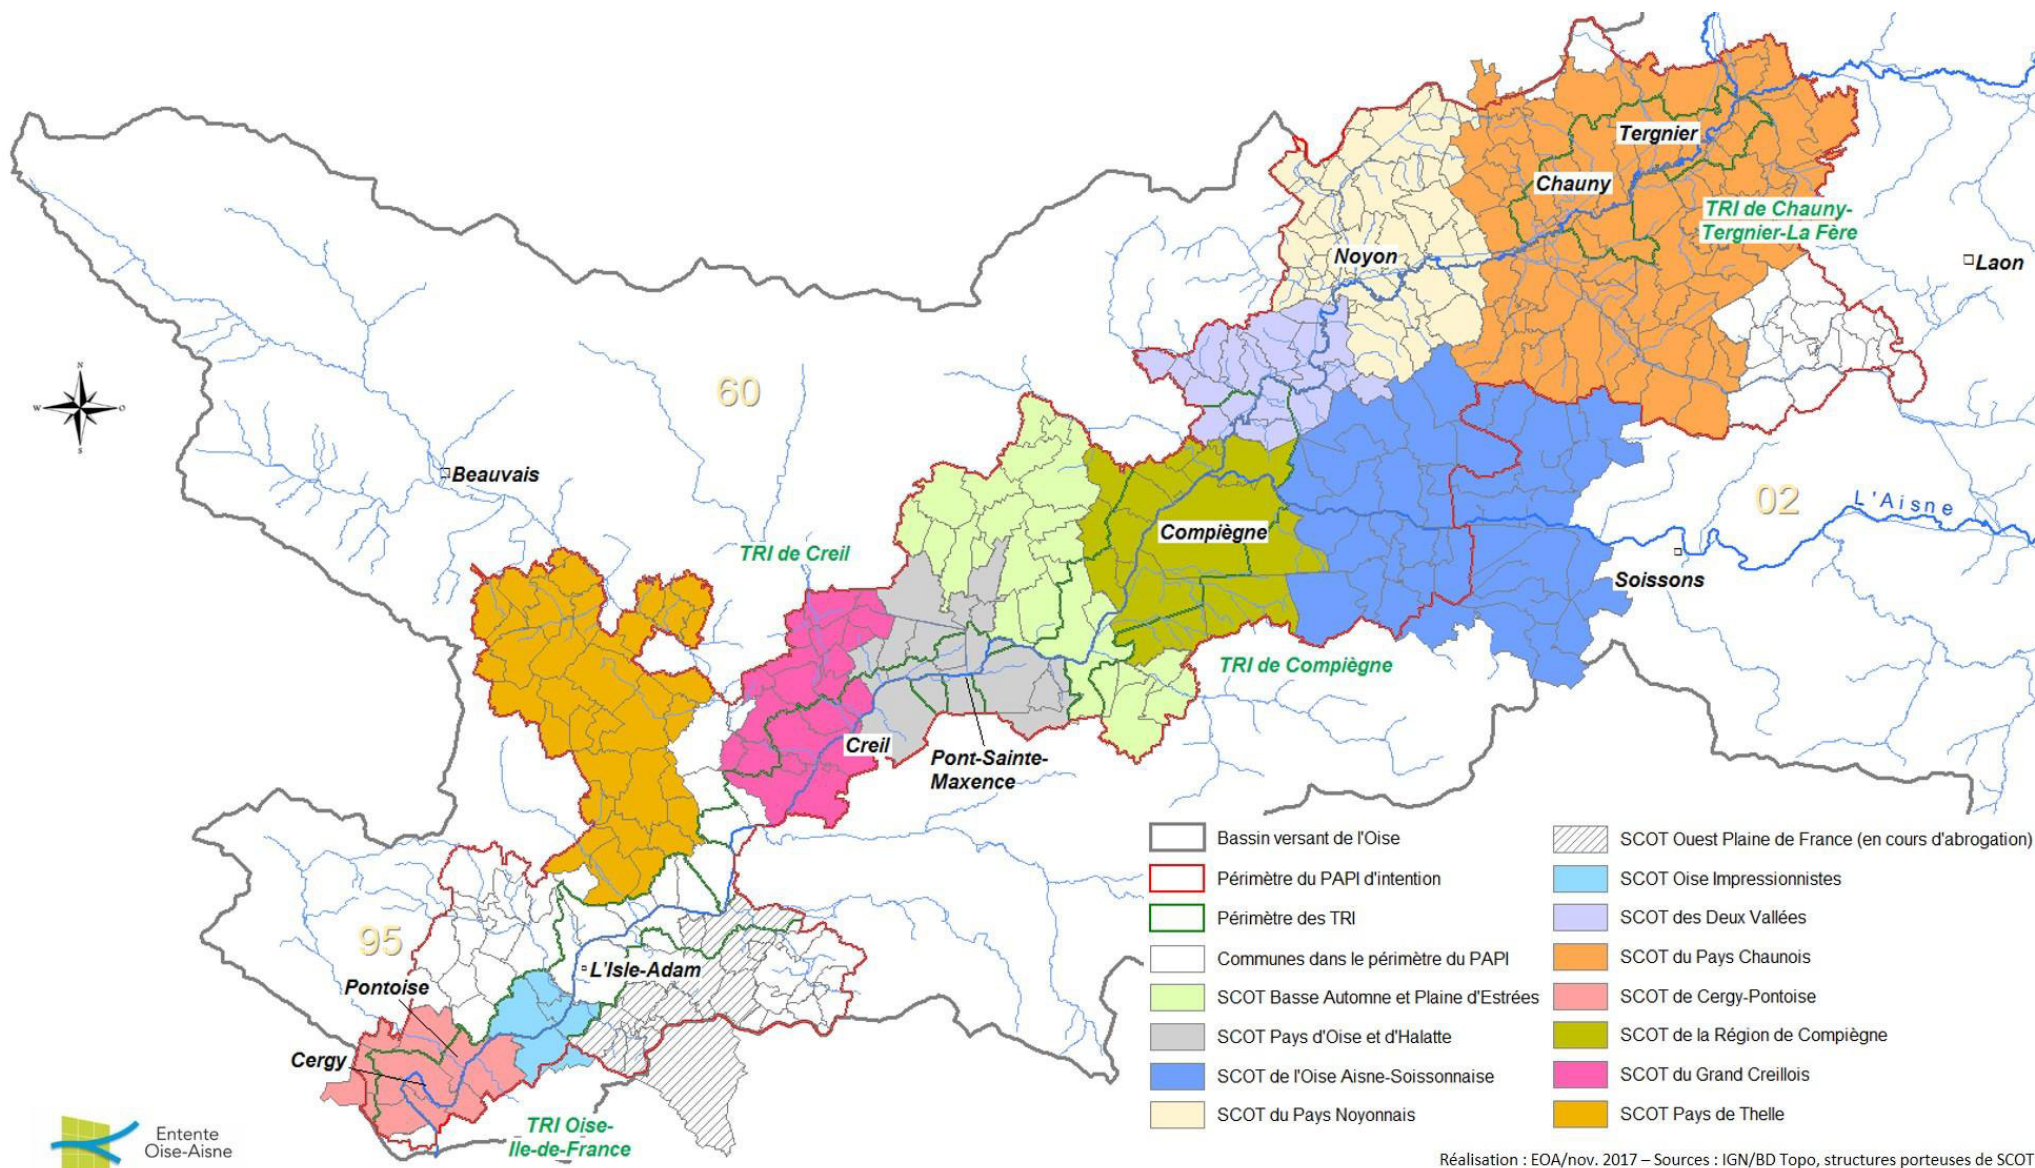 Tergnier
Chauny
TRI de Chauny-
Tergnier-La Fère
Noyon
Laon
N
W
O
S
60
Beauvais
02
L'Aisne
Compiègne
TRI de Creil
Soissons
TRI de Compiègne
Creil
Pont-Sainte-
Maxence
95
L'Isle-Adam
Pontoise
Cergy
TRI Oise-
Ile-de-France
Bassin versant de l'Oise
Périmètre du PAPI d'intention
Périmètre des TRI
Communes dans le périmètre du PAPI
SCOT Basse Automne et Plaine d'Estrées
SCOT Pays d'Oise et d'Halatte
SCOT de l'Oise Aisne-Soissonnaise
SCOT du Pays Noyonnais
SCOT Ouest Plaine de France (en cours d'abrogation)
SCOT Oise Impressionnistes
SCOT des Deux Vallées
SCOT du Pays Chaunois
SCOT de Cergy-Pontoise
SCOT de la Région de Compiègne
SCOT du Grand Creillois
SCOT Pays de Thelle
Entente
Oise-Aisne
Réalisation : EOA/nov. 2017 – Sources : IGN/BD Topo, structures porteuses de SCOT